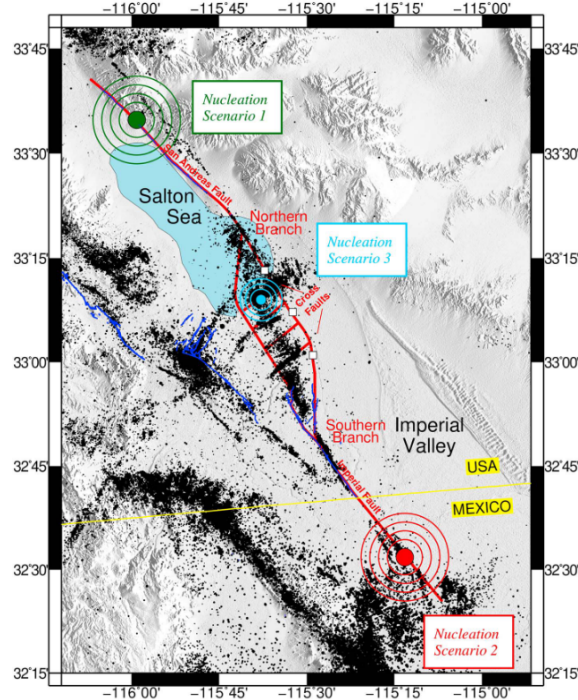 −116°00'
−115°45'
−115°30'
−115°15'
−115°00'
33°45'
33°45'
Nucleation
Scenario 1
33°30'
33°30'
San Andreas Fault
Salton
Sea
Northern
Branch
33°15'
33°15'
Nucleation
Scenario 3
Cross
Faults
33°00'
33°00'
Southern
Branch
Imperial
Valley
32°45'
32°45'
Imperial Fault
USA
MEXICO
32°30'
32°30'
Nucleation
Scenario 2
32°15'
32°15'
−116°00'
−115°45'
−115°30'
−115°15'
−115°00'